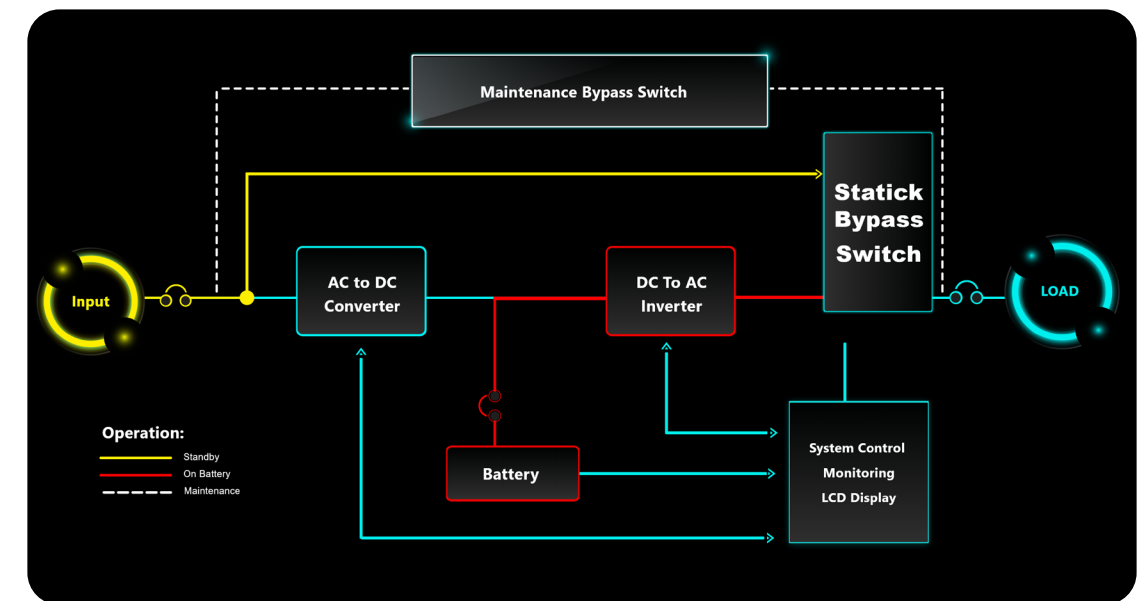 Maintenance Bypass Switch
Statick
Bypass
Switch
Input
AC to DC
Converter
DC To AC
Inverter
LOAD
Operation:
Standby
On Battery
Maintenance
Battery
System Control
Monitoring
LCD Display